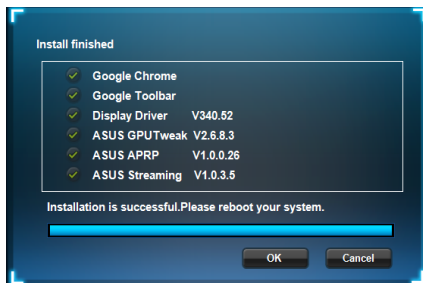 Install finished
Google Chrome
Google Toolbar
Display Driver V340.52
ASUS GPUTweak V2.6.8.3
ASUS APRP V1.0.0.26
ASUS Streaming V1.0.3.5
Installation is successful.Please reboot your system.
OK Cancel